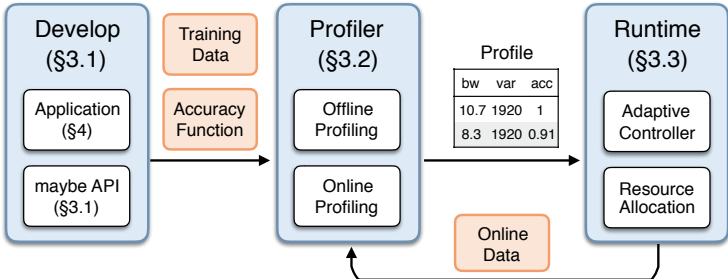 Develop
(§3.1)
Application
(§4)
maybe API
(§3.1)
Training
Data
Accuracy
Function
Profiler
(§3.2)
Offline
Profiling
Online
Profiling
Profile
bw var acc
10.7 1920 1
8.3 1920 0.91
Online
Data
Runtime
(§3.3)
Adaptive
Controller
Resource
Allocation